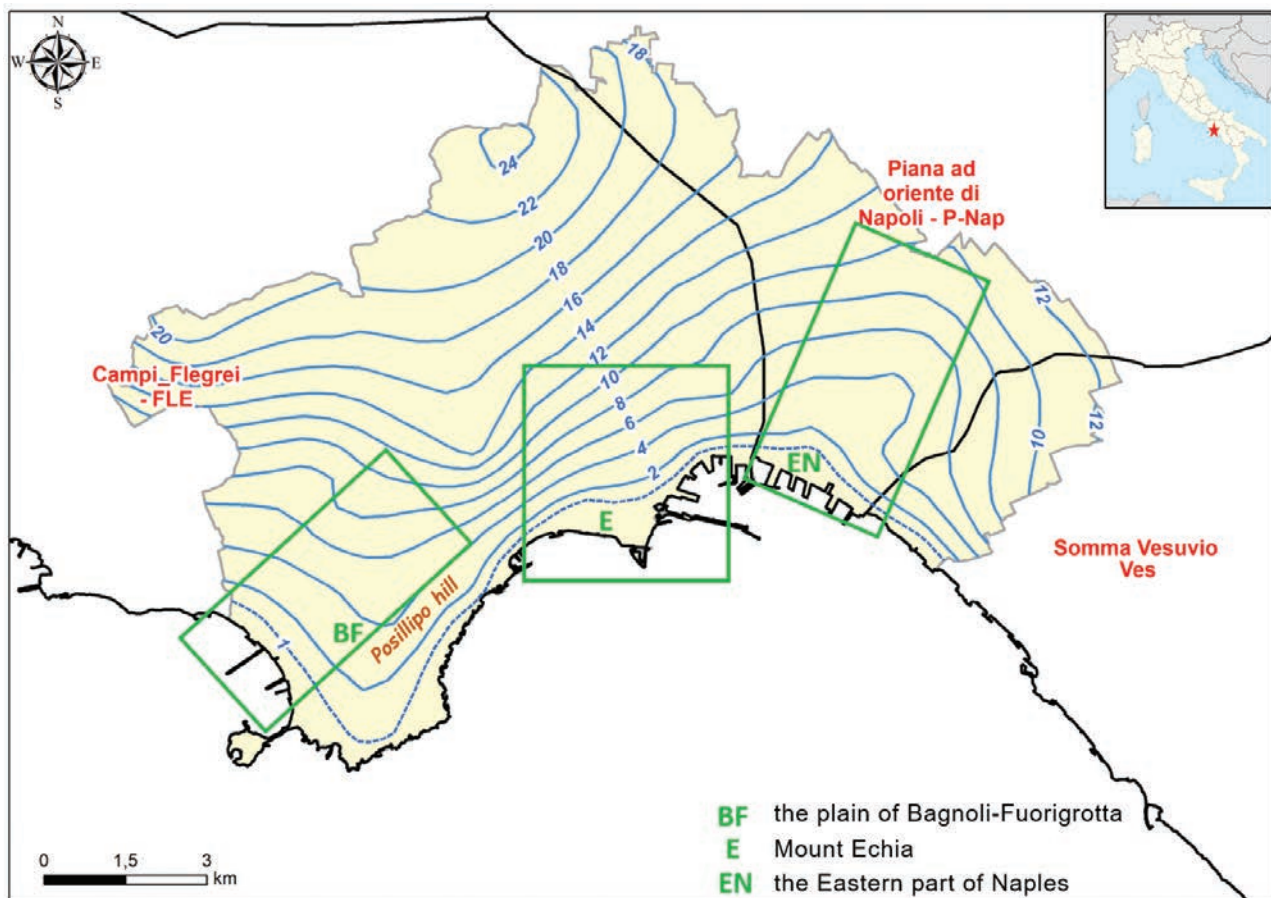 N
W E
S
18
24
22
20
18
16
14
12
10
8
6
4
2
20
Piana ad
oriente di
Napoli - P-Nap
12
12
10
Campi_Flegrei
- FLE
EN
E
Somma Vesuvio
Ves
1
BF
Posillipo hill
BF the plain of Bagnoli-Fuorigrotta
E Mount Echia
EN the Eastern part of Naples
0 1,5 3
km